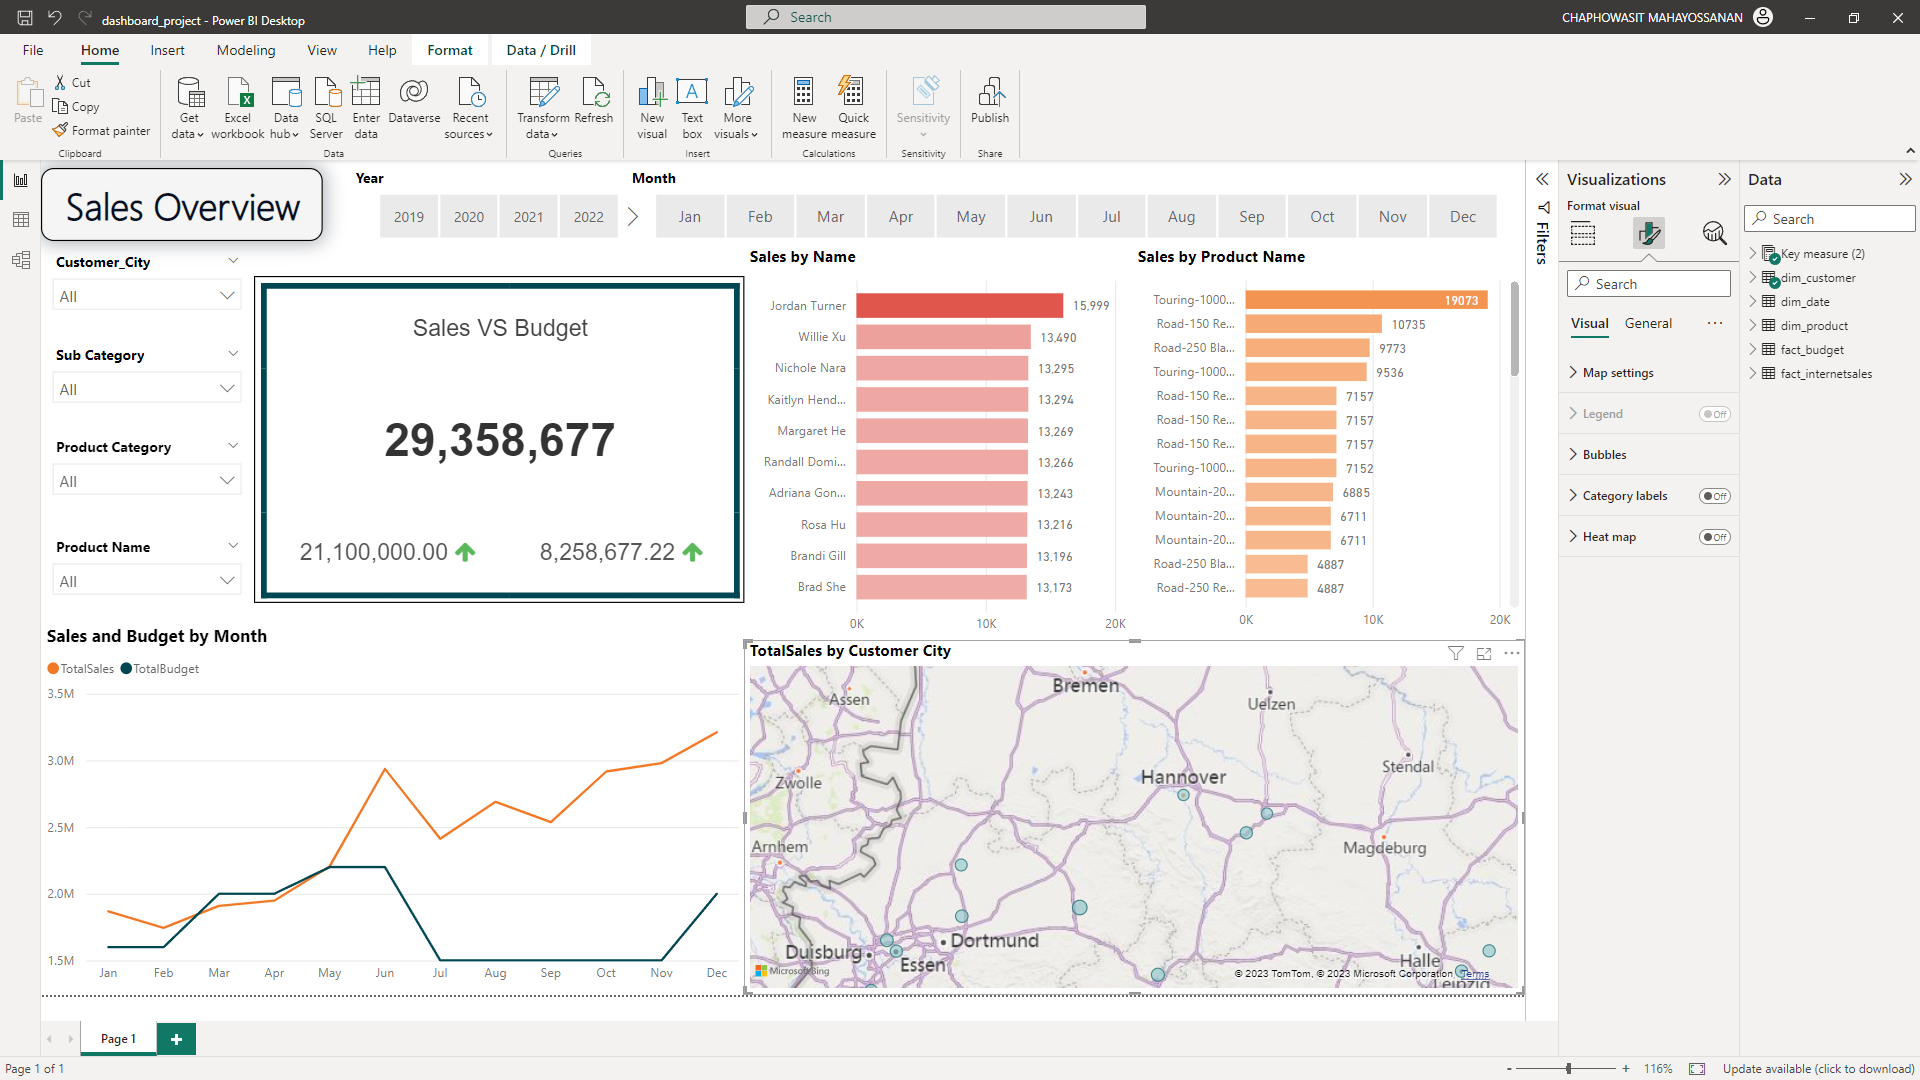 dashboard_project - Power BI Desktop
Search
CHAPHOWASIT MAHAYOSSANAN
File
Home
Insert
Modeling
View
Help
Format
Data / Drill
Paste
Cut
Copy
Format painter
Clipboard
Get data
Excel workbook
Data hub
SQL Server
Enter data
Dataverse
Recent sources
Data
Transform data
Refresh
Queries
New visual
Text box
More visuals
Insert
New measure
Quick measure
Calculations
Sensitivity
Sensitivity
Publish
Share
Sales Overview
Year
2019
2020
2021
2022
Month
Jan
Feb
Mar
Apr
May
Jun
Jul
Aug
Sep
Oct
Nov
Dec
Customer_City
All
Sub Category
All
Product Category
All
Product Name
All
Sales VS Budget
29,358,677
21,100,000.00
8,258,677.22
Sales by Name
Jordan Turner 15,999
Willie Xu 13,490
Nichole Nara 13,295
Kaitlyn Hend... 13,294
Margaret He 13,269
Randall Domi... 13,266
Adriana Gon... 13,243
Rosa Hu 13,216
Brandi Gill 13,196
Brad She 13,173
0K 10K 20K
Sales by Product Name
Touring-1000... 19073
Road-150 Re... 10735
Road-250 Bla... 9773
Touring-1000... 9536
Road-150 Re... 7157
Road-150 Re... 7157
Road-150 Re... 7157
Touring-1000... 7152
Mountain-20... 6885
Mountain-20... 6711
Mountain-20... 6711
Road-250 Bla... 4887
Road-250 Re... 4887
0K 10K 20K
Sales and Budget by Month
TotalSales TotalBudget
3.5M
3.0M
2.5M
2.0M
1.5M
Jan Feb Mar Apr May Jun Jul Aug Sep Oct Nov Dec
TotalSales by Customer City
Bremen
Assen
Uelzen
Zwolle
Hannover
Stendal
Arnhem
Magdeburg
Duisburg
Dortmund
Essen
Halle
Leipzig
Microsoft Bing
© 2023 TomTom, © 2023 Microsoft Corporation Terms
Filters
Visualizations
Format visual
Search
Visual
General
Map settings
Legend Off
Bubbles
Category labels Off
Heat map Off
Data
Search
Key measure (2)
dim_customer
dim_date
dim_product
fact_budget
fact_internetsales
Page 1
Page 1 of 1
- + 116%
Update available (click to download)